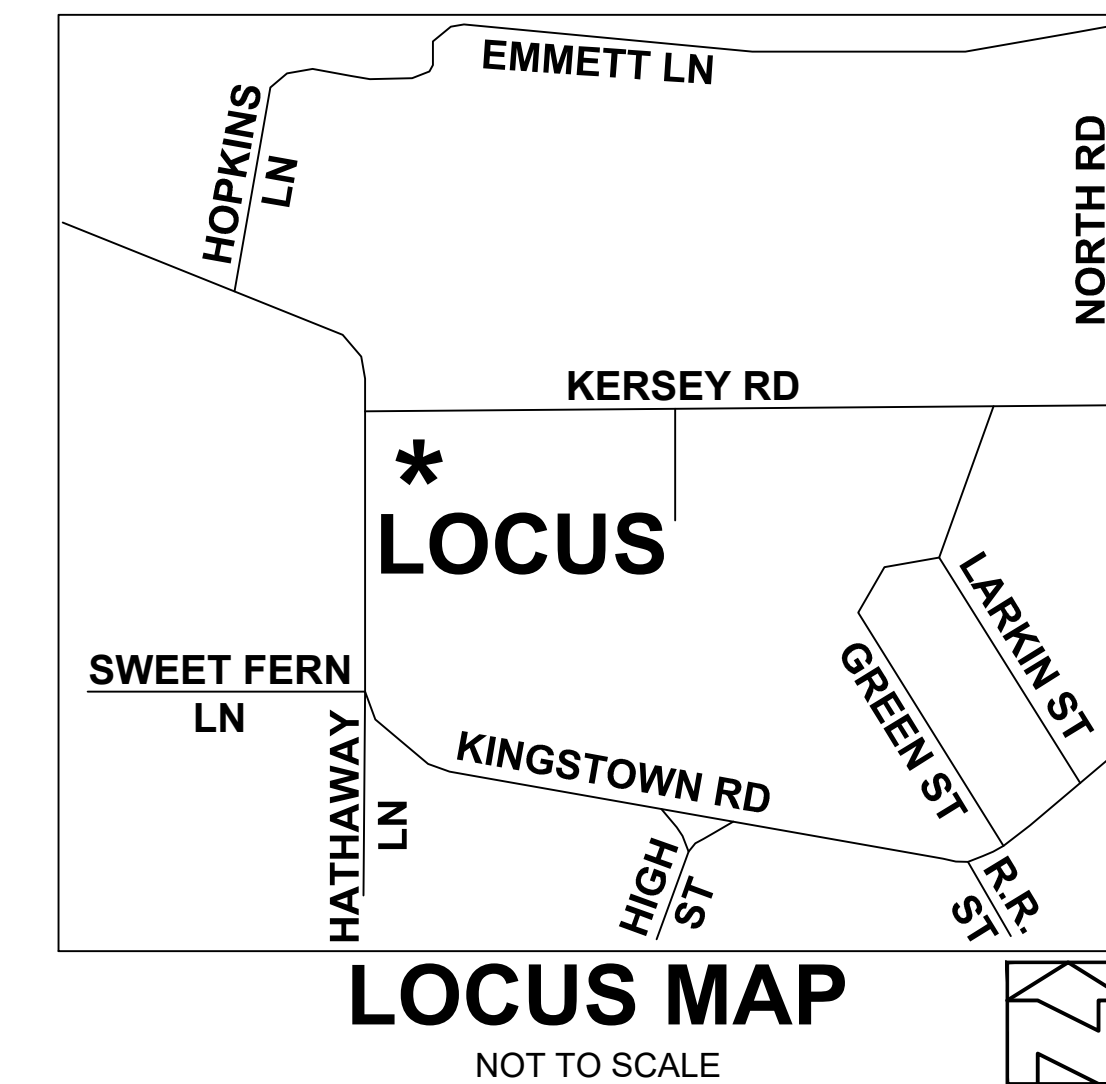 EMMETT LN
HOPKINS
LN
NORTH RD
KERSEY RD
*
LOCUS
LARKIN ST
GREEN ST
SWEET FERN
LN
HATHAWAY
LN
KINGSTOWN RD
HIGH
ST
R.R.
ST
LOCUS MAP
NOT TO SCALE